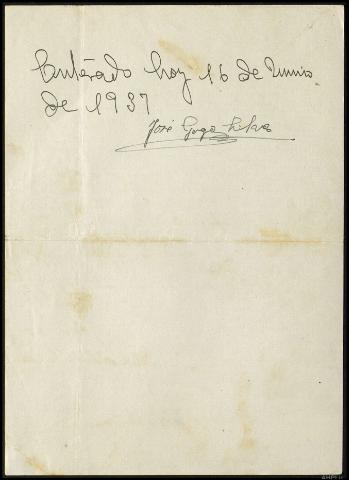 Enterado hoy 16 de Junio
de 1937
José